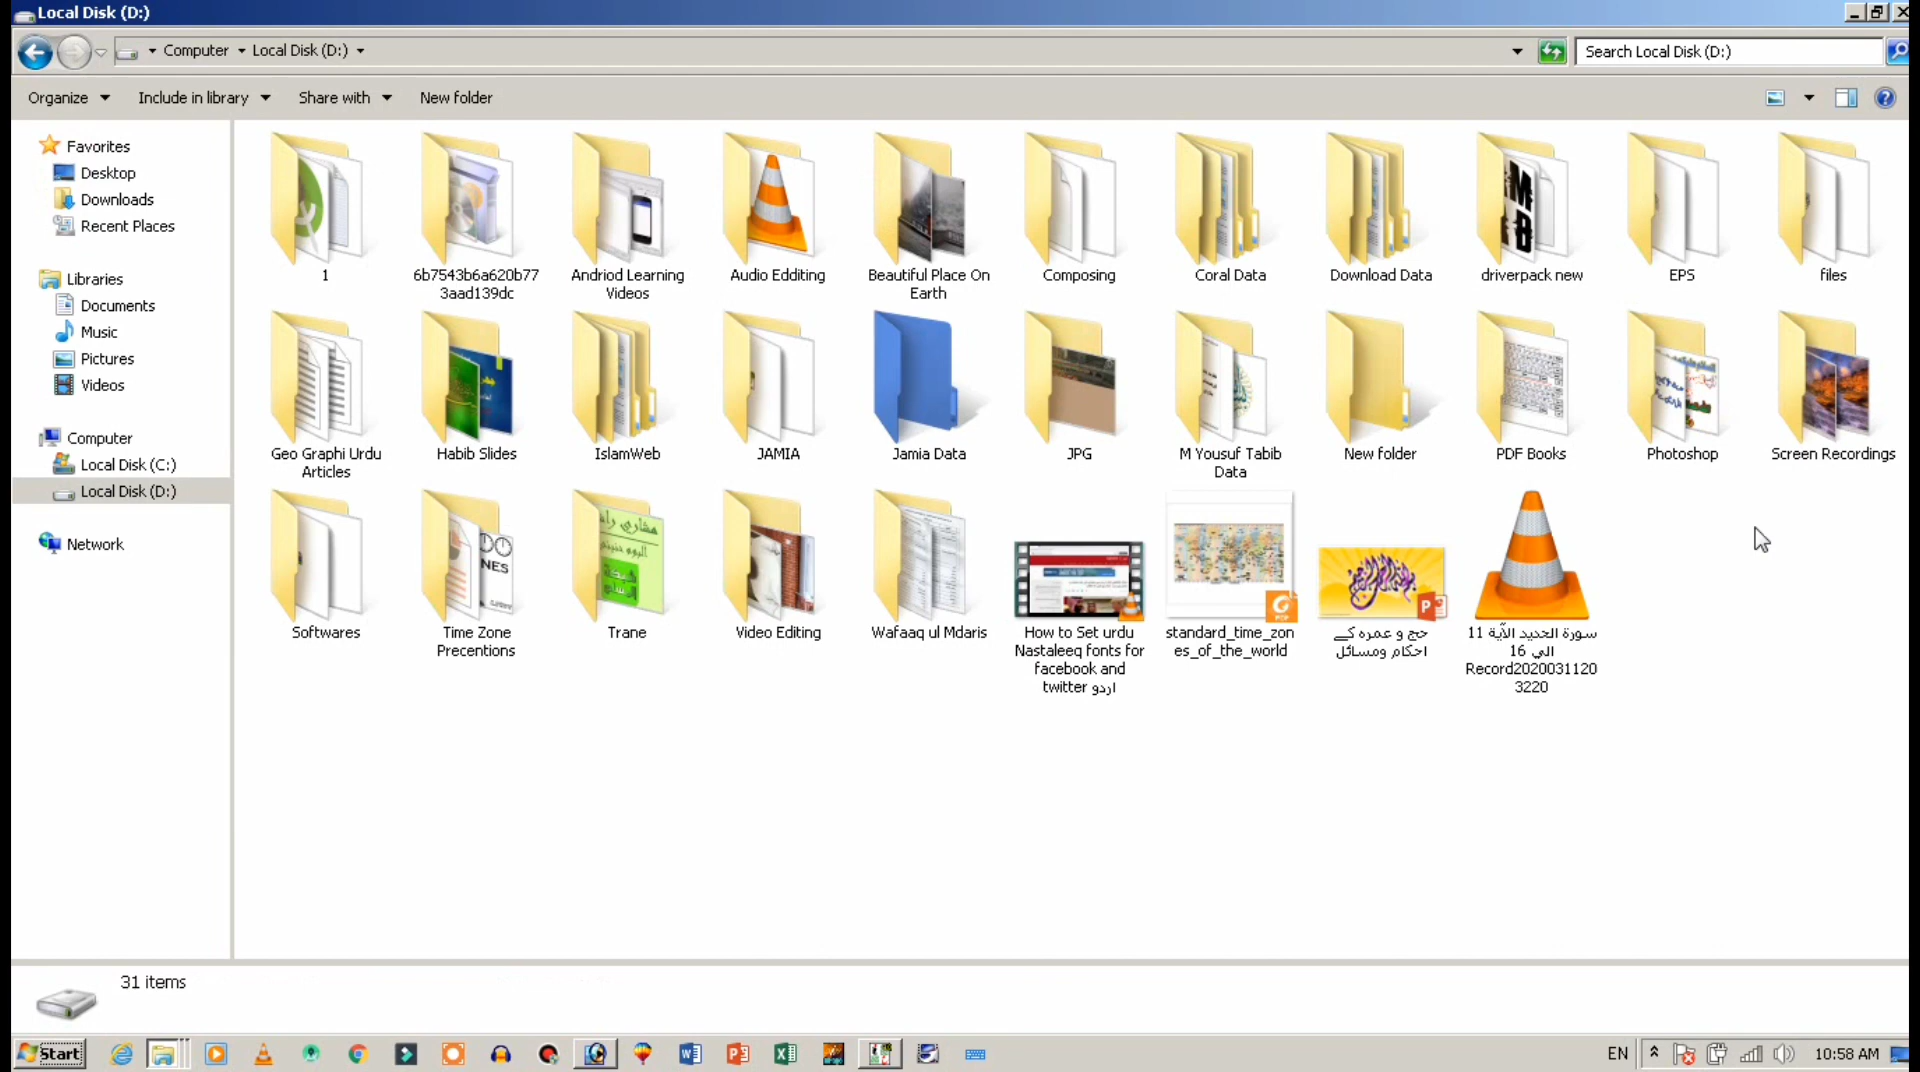 Local Disk (D:)
Computer Local Disk (D:)
Search Local Disk (D:)
Organize Include in library Share with New folder
Favorites
Desktop
Downloads
Recent Places
Libraries
Documents
Music
Pictures
Videos
Computer
Local Disk (C:)
Local Disk (D:)
Network
1
6b7543b6a620b77
3aad139dc
Andriod Learning
Videos
Audio Edditing
Beautiful Place On
Earth
Composing
Coral Data
Download Data
driverpack new
EPS
files
Geo Graphi Urdu
Articles
Habib Slides
IslamWeb
JAMIA
Jamia Data
JPG
M Yousuf Tabib
Data
New folder
PDF Books
Photoshop
Screen Recordings
Softwares
Time Zone
Precentions
Trane
Video Editing
Wafaaq ul Mdaris
How to Set urdu
Nastaleeq fonts for
facebook and
twitter اردو
standard_time_zon
es_of_the_world
حج و عمرہ کے
احکام ومسائل
سورة الحديد الآية 11
الي 16
Record2020031120
3220
31 items
Start
EN
10:58 AM